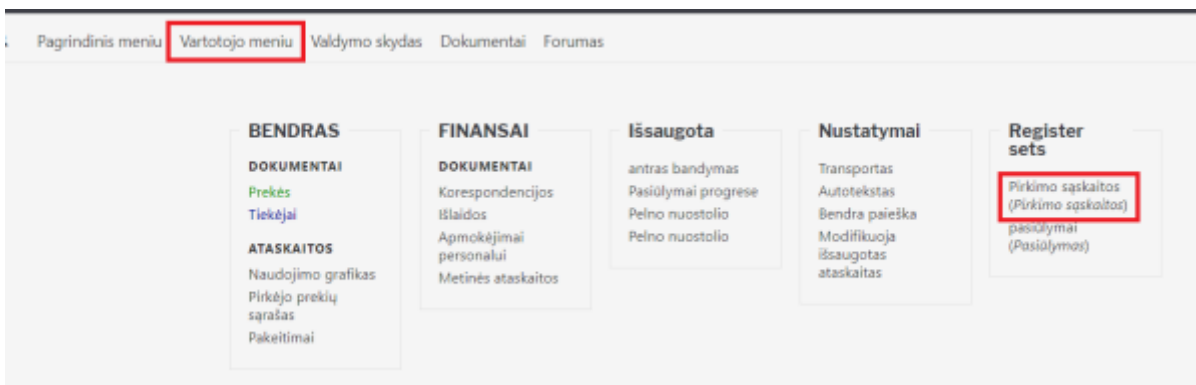 Pagrindinis meniu Vartotojo meniu Valdymo skydas Dokumentai Forumas
BENDRAS
DOKUMENTAI
Prekės
Tiekėjai
ATASKAITOS
Naudojimo grafikas
Pirkėjo prekių
sąrašas
Pakeitimai
FINANSAI
DOKUMENTAI
Korespondencijos
Išlaidos
Apmokėjimai
personalui
Metinės ataskaitos
Išsaugota
antras bandymas
Pasiūlymai progrese
Pelno nuostolio
Pelno nuostolio
Nustatymai
Transportas
Autotekstas
Bendra paieška
Modifikuoja
išsaugotas
ataskaitas
Register
sets
Pirkimo sąskaitos
(Pirkimo sąskaitos)
pasiūlymai
(Pasiūlymas)